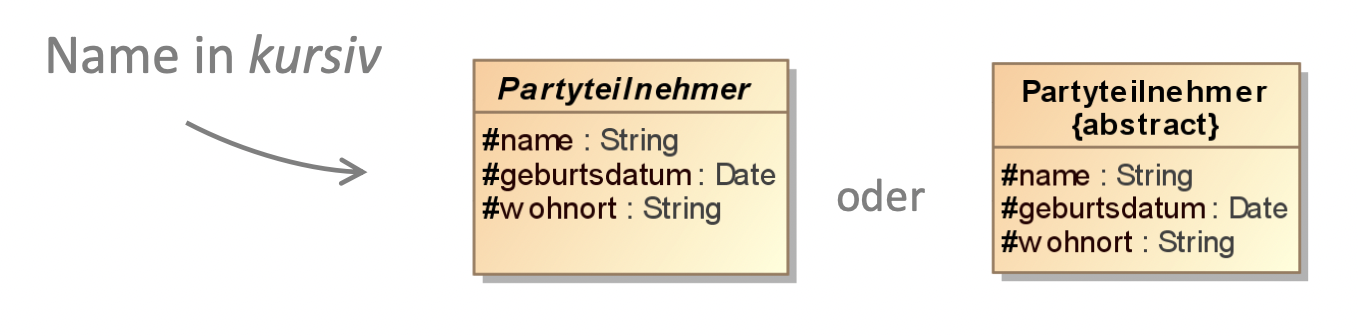 Name in kursiv
Partyteilnehmer
#name : String
#geburtsdatum : Date
#wohnort : String
oder
Partyteilnehmer
{abstract}
#name : String
#geburtsdatum : Date
#wohnort : String